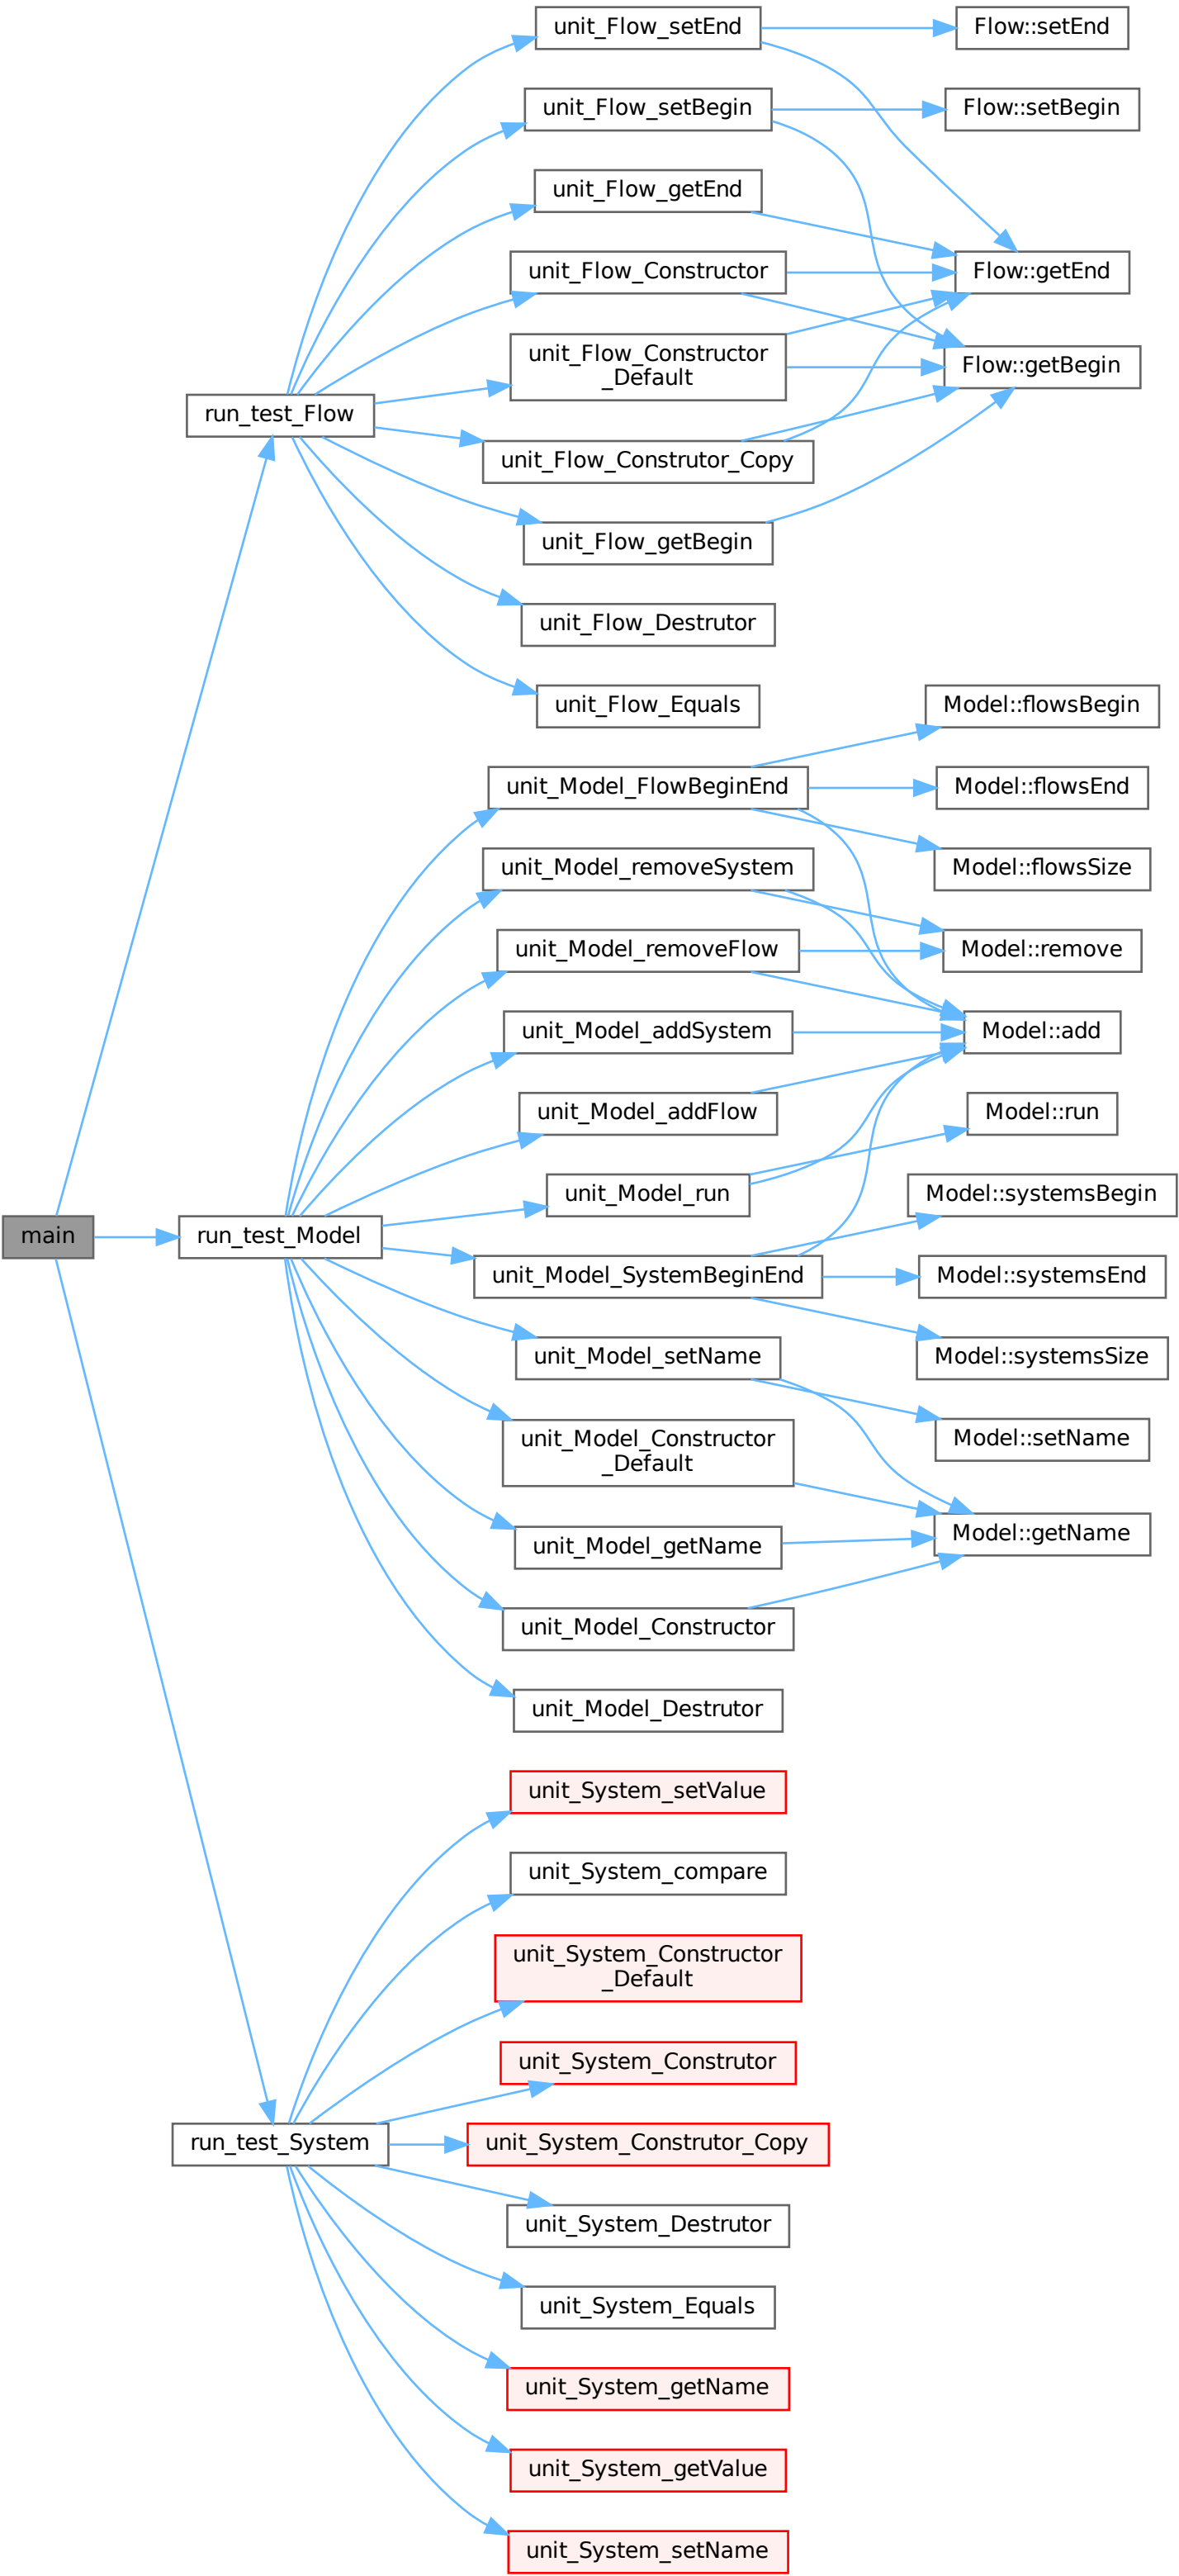 unit_Flow_setEnd
Flow::setEnd
unit_Flow_setBegin
Flow::setBegin
unit_Flow_getEnd
unit_Flow_Constructor
Flow::getEnd
unit_Flow_Constructor
_Default
Flow::getBegin
run_test_Flow
unit_Flow_Construtor_Copy
unit_Flow_getBegin
unit_Flow_Destrutor
unit_Flow_Equals
Model::flowsBegin
unit_Model_FlowBeginEnd
Model::flowsEnd
unit_Model_removeSystem
Model::flowsSize
unit_Model_removeFlow
Model::remove
unit_Model_addSystem
Model::add
unit_Model_addFlow
Model::run
unit_Model_run
Model::systemsBegin
main
run_test_Model
unit_Model_SystemBeginEnd
Model::systemsEnd
unit_Model_setName
Model::systemsSize
unit_Model_Constructor
_Default
Model::setName
unit_Model_getName
Model::getName
unit_Model_Constructor
unit_Model_Destrutor
unit_System_setValue
unit_System_compare
unit_System_Constructor
_Default
unit_System_Construtor
run_test_System
unit_System_Construtor_Copy
unit_System_Destrutor
unit_System_Equals
unit_System_getName
unit_System_getValue
unit_System_setName